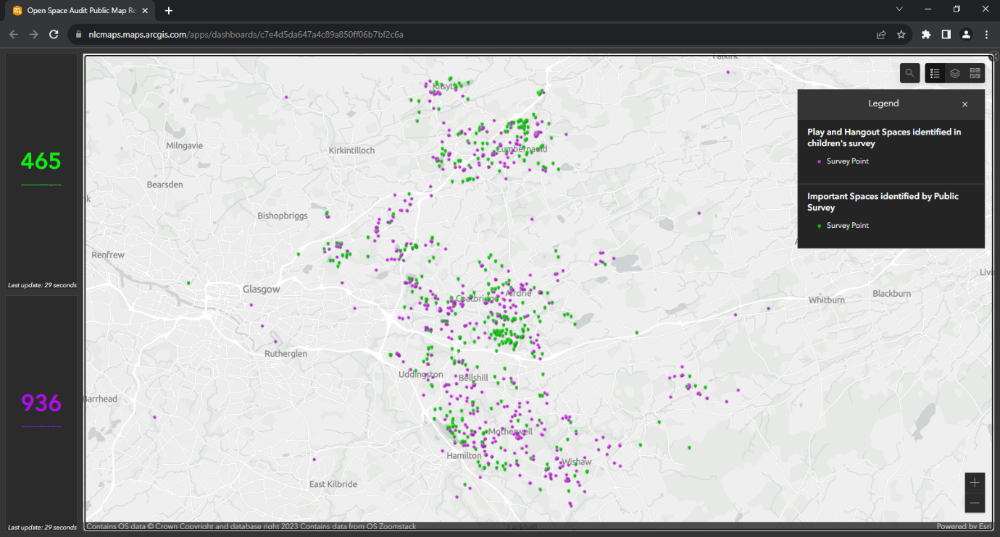 Open Space Audit Public Map Re
nlcmaps.maps.arcgis.com/apps/dashboards/c7e4d5da647a4c89a850ff06b7bf2c6a
465
Last update: 29 seconds
936
Last update: 29 seconds
Falkirk
Kilsyth
Milngavie
Kirkintilloch
Cumbernauld
Bearsden
Bishopbriggs
Renfrew
Glasgow
Coatbridge
Airdrie
Whitburn
Blackburn
Livi
Rutherglen
Uddingston
Bellshill
Barrhead
Motherwell
Hamilton
Wishaw
East Kilbride
Larkhall
Legend
Play and Hangout Spaces identified in
children's survey
Survey Point
Important Spaces identified by Public
Survey
Survey Point
Contains OS data © Crown Copyright and database right 2023 Contains data from OS Zoomstack
Powered by Esri